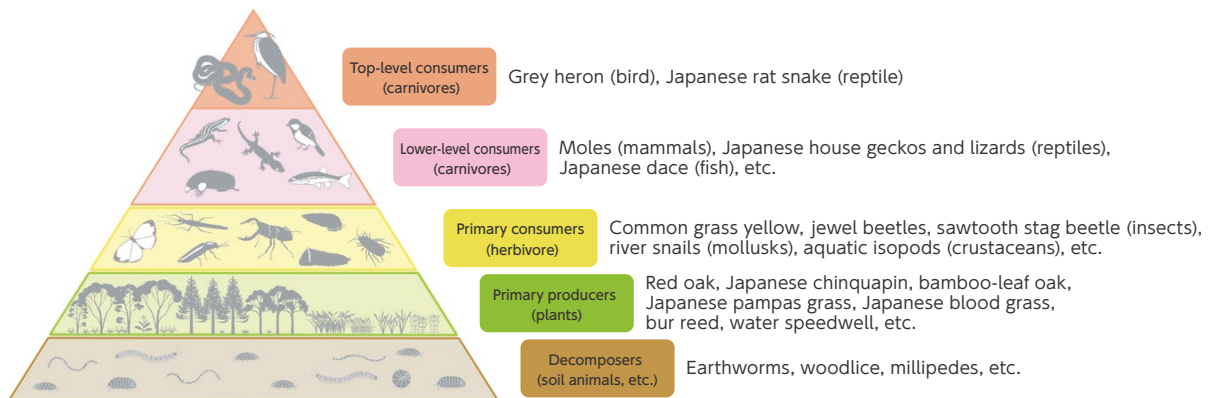 Top-level consumers
(carnivores)
Grey heron (bird), Japanese rat snake (reptile)
Lower-level consumers
(carnivores)
Moles (mammals), Japanese house geckos and lizards (reptiles),
Japanese dace (fish), etc.
Primary consumers
(herbivore)
Common grass yellow, jewel beetles, sawtooth stag beetle (insects),
river snails (mollusks), aquatic isopods (crustaceans), etc.
Primary producers
(plants)
Red oak, Japanese chinquapin, bamboo-leaf oak,
Japanese pampas grass, Japanese blood grass,
bur reed, water speedwell, etc.
Decomposers
(soil animals, etc.)
Earthworms, woodlice, millipedes, etc.